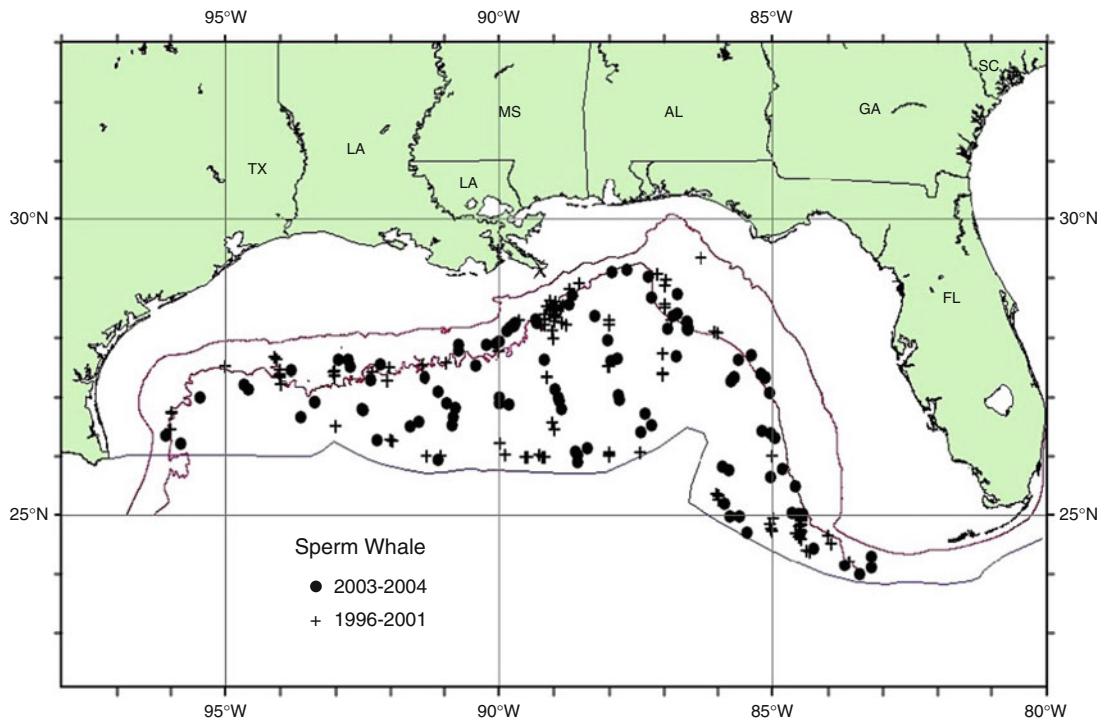 95°W 90°W 85°W
SC
GA
MS AL
LA
TX
LA
30°N 30°N
FL
25°N 25°N
Sperm Whale
2003-2004
+ 1996-2001
95°W 90°W 85°W 80°W